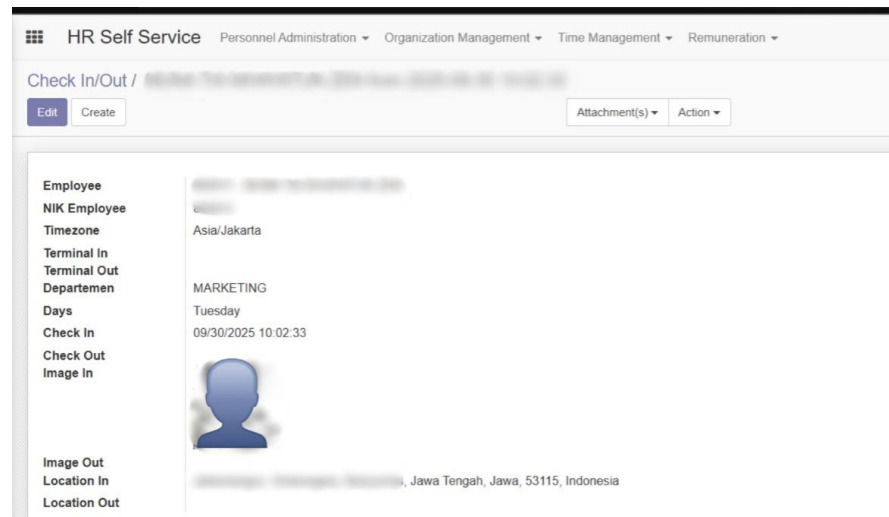 HR Self Service Personnel Administration Organization Management Time Management Remuneration
Check In/Out /
Edit Create Attachment(s) Action
Employee
NIK Employee
Timezone Asia/Jakarta
Terminal In
Terminal Out
Departemen MARKETING
Days Tuesday
Check In 09/30/2025 10:02:33
Check Out
Image In
Image Out
Location In , Jawa Tengah, Jawa, 53115, Indonesia
Location Out